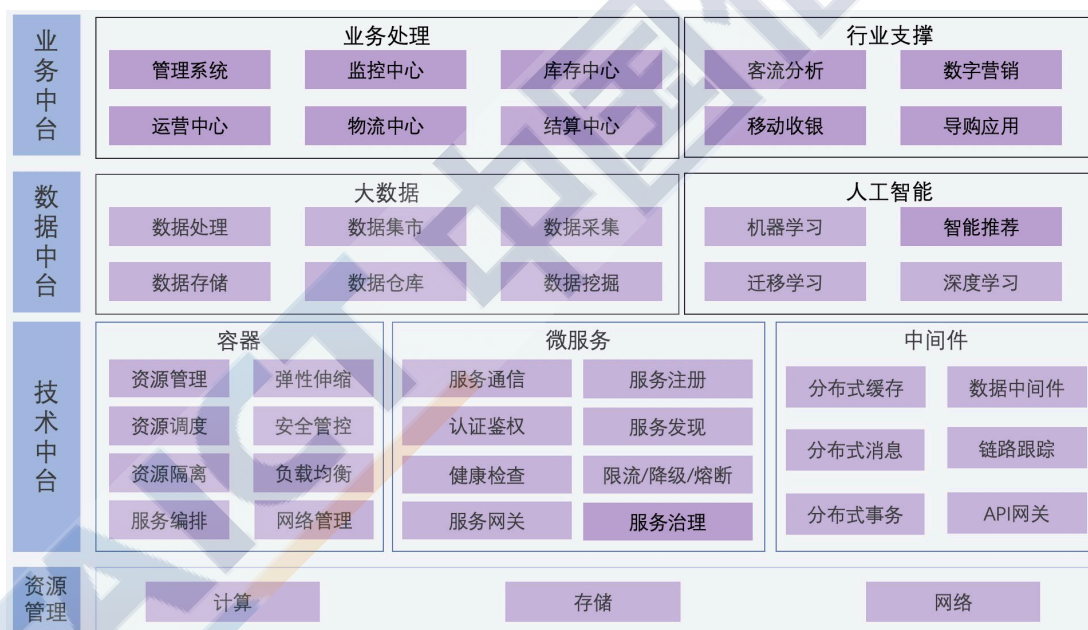 业务中台
业务处理
管理系统 监控中心 库存中心
运营中心 物流中心 结算中心
行业支撑
客流分析 数字营销
移动收银 导购应用
数据中台
大数据
数据处理 数据集市 数据采集
数据存储 数据仓库 数据挖掘
人工智能
机器学习 智能推荐
迁移学习 深度学习
技术中台
容器
资源管理 弹性伸缩
资源调度 安全管控
资源隔离 负载均衡
服务编排 网络管理
微服务
服务通信 服务注册
认证鉴权 服务发现
健康检查 限流/降级/熔断
服务网关 服务治理
中间件
分布式缓存 数据中间件
分布式消息 链路跟踪
分布式事务 API网关
资源管理
计算 存储 网络